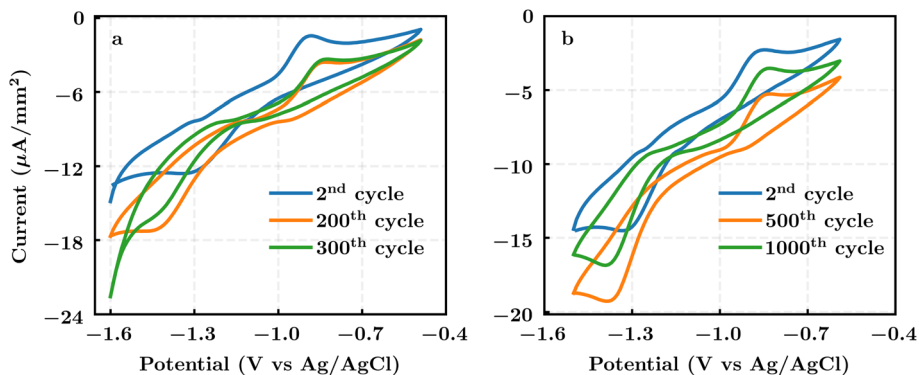 a
0
−6
−12
−18
−24
Current (μA/mm²)
2ⁿᵈ cycle
200ᵗʰ cycle
300ᵗʰ cycle
−1.6 −1.3 −1.0 −0.7 −0.4
Potential (V vs Ag/AgCl)
b
0
−5
−10
−15
−20
2ⁿᵈ cycle
500ᵗʰ cycle
1000ᵗʰ cycle
−1.6 −1.3 −1.0 −0.7 −0.4
Potential (V vs Ag/AgCl)